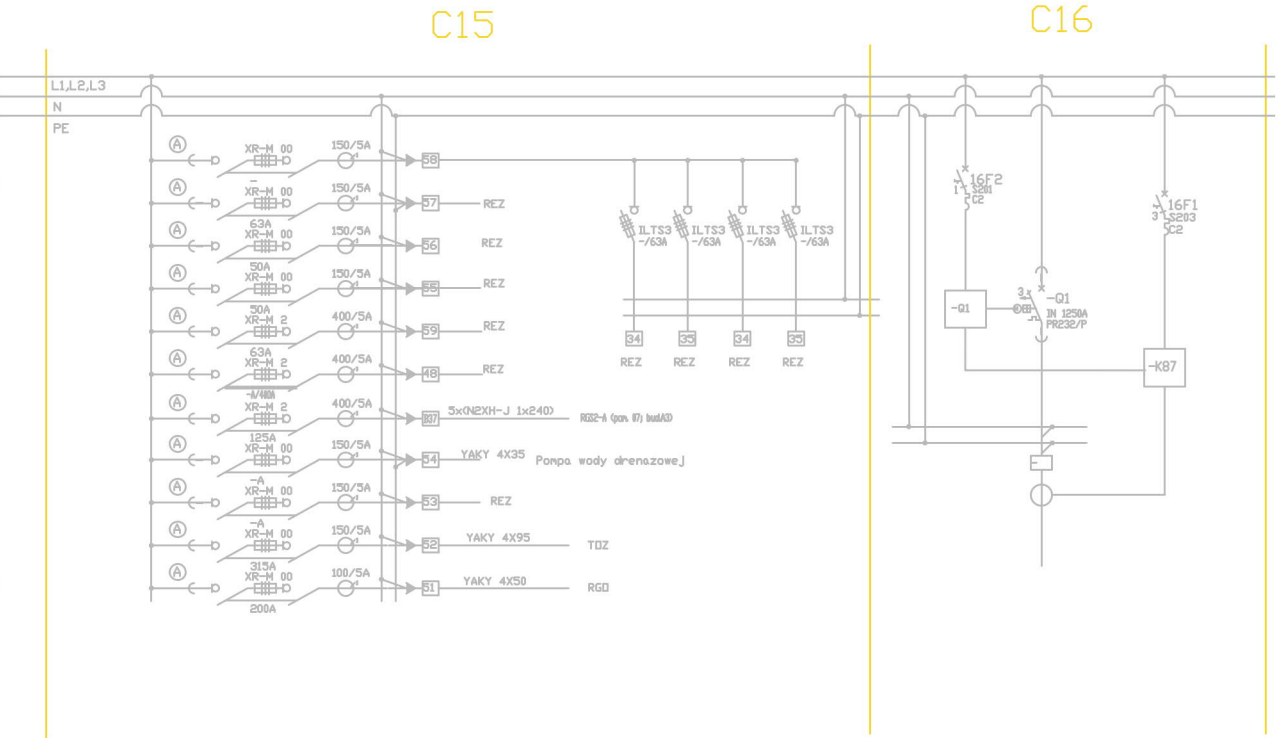 C15
C16
L1,L2,L3
N
PE
A XR-M 00 150/5A 58
-
A XR-M 00 150/5A 57 REZ
63A
A XR-M 00 150/5A 56 REZ
50A
A XR-M 00 150/5A 55 REZ
50A
A XR-M 2 400/5A 59 REZ
63A
A XR-M 2 400/5A 48 REZ
-A/400A
A XR-M 2 400/5A 5x(N2XH-J 1x240) RGS2-A
125A
A XR-M 00 150/5A 54 YAKY 4X35 Pompa wody drenazowej
-A
A XR-M 00 150/5A 53 REZ
-A
A XR-M 00 150/5A 52 YAKY 4X95 TOZ
315A
A XR-M 00 100/5A 51 YAKY 4X50 RGO
200A
ILTS3 ILTS3 ILTS3 ILTS3
-/63A -/63A -/63A -/63A
34 35 34 35
REZ REZ REZ REZ
16F2
1 S201
C2
16F1
3 S203
C2
-Q1
3 -Q1
IN 1250A
PR232/P
-K87